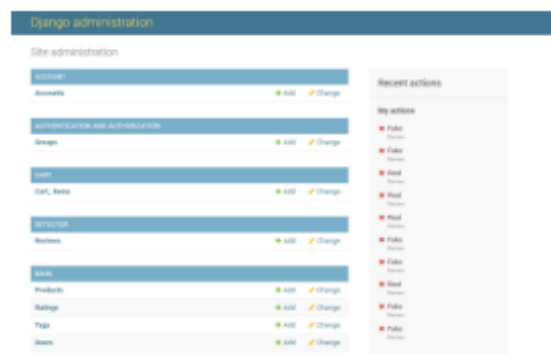 Django administration
Site administration
ACCOUNT
Accounts + Add Change
AUTHENTICATION AND AUTHORIZATION
Groups + Add Change
CART
Cart_items + Add Change
DETECTOR
Reviews + Add Change
MAIN
Products + Add Change
Ratings + Add Change
Tags + Add Change
Users + Add Change
Recent actions
My actions
Fake
Review
Fake
Review
Real
Review
Real
Review
Real
Review
Fake
Review
Fake
Review
Real
Review
Fake
Review
Fake
Review